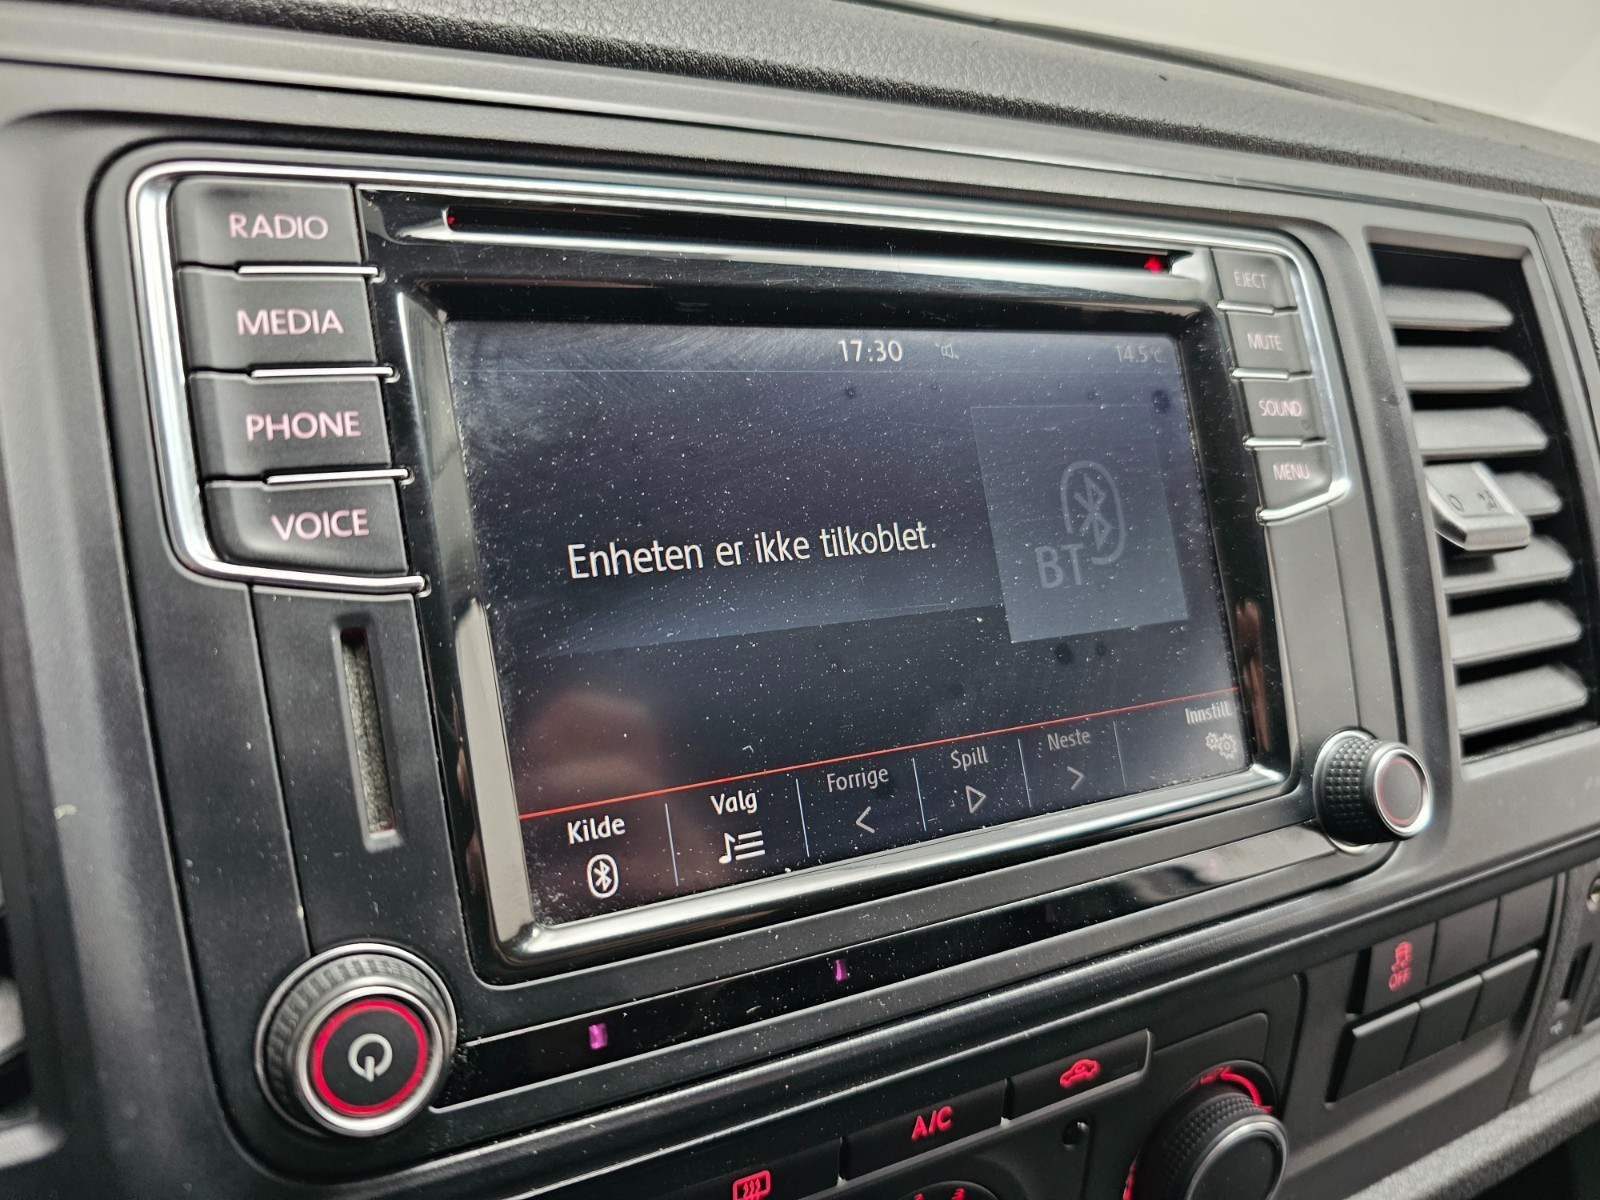 RADIO
MEDIA
PHONE
VOICE
EJECT
MUTE
SOUND
MENU
17:30
14.5°C
Enheten er ikke tilkoblet.
BT
Kilde
Valg
Forrige
Spill
Neste
Innstill.
A/C
OFF